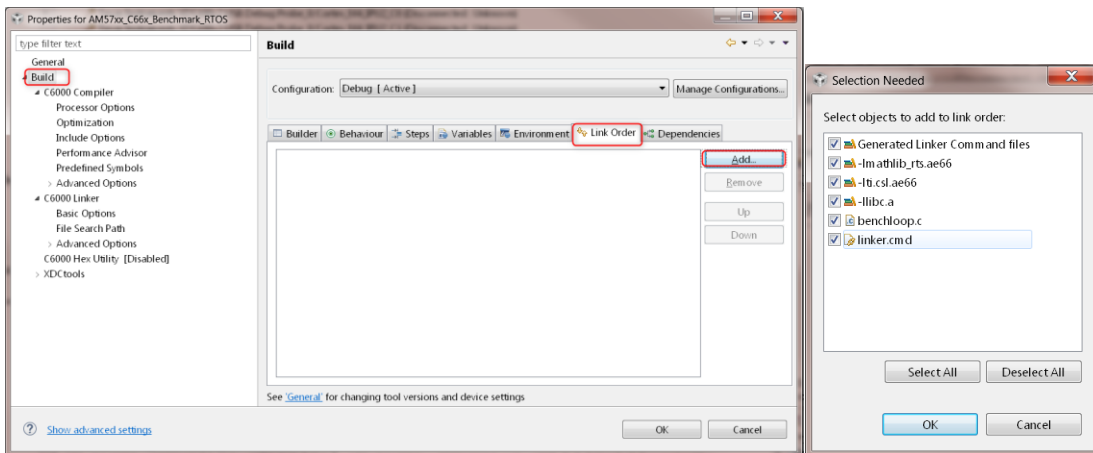 Properties for AM57xx_C66x_Benchmark_RTOS
type filter text
General
Build
C6000 Compiler
Processor Options
Optimization
Include Options
Performance Advisor
Predefined Symbols
Advanced Options
C6000 Linker
Basic Options
File Search Path
Advanced Options
C6000 Hex Utility [Disabled]
XDCtools
Build
Configuration: Debug [ Active ] Manage Configurations...
Builder Behaviour Steps Variables Environment Link Order Dependencies
Add...
Remove
Up
Down
See 'General' for changing tool versions and device settings
? Show advanced settings
OK Cancel
Selection Needed
Select objects to add to link order:
Generated Linker Command files
-lmathlib_rts.ae66
-lti.csl.ae66
-llibc.a
benchloop.c
linker.cmd
Select All Deselect All
OK Cancel